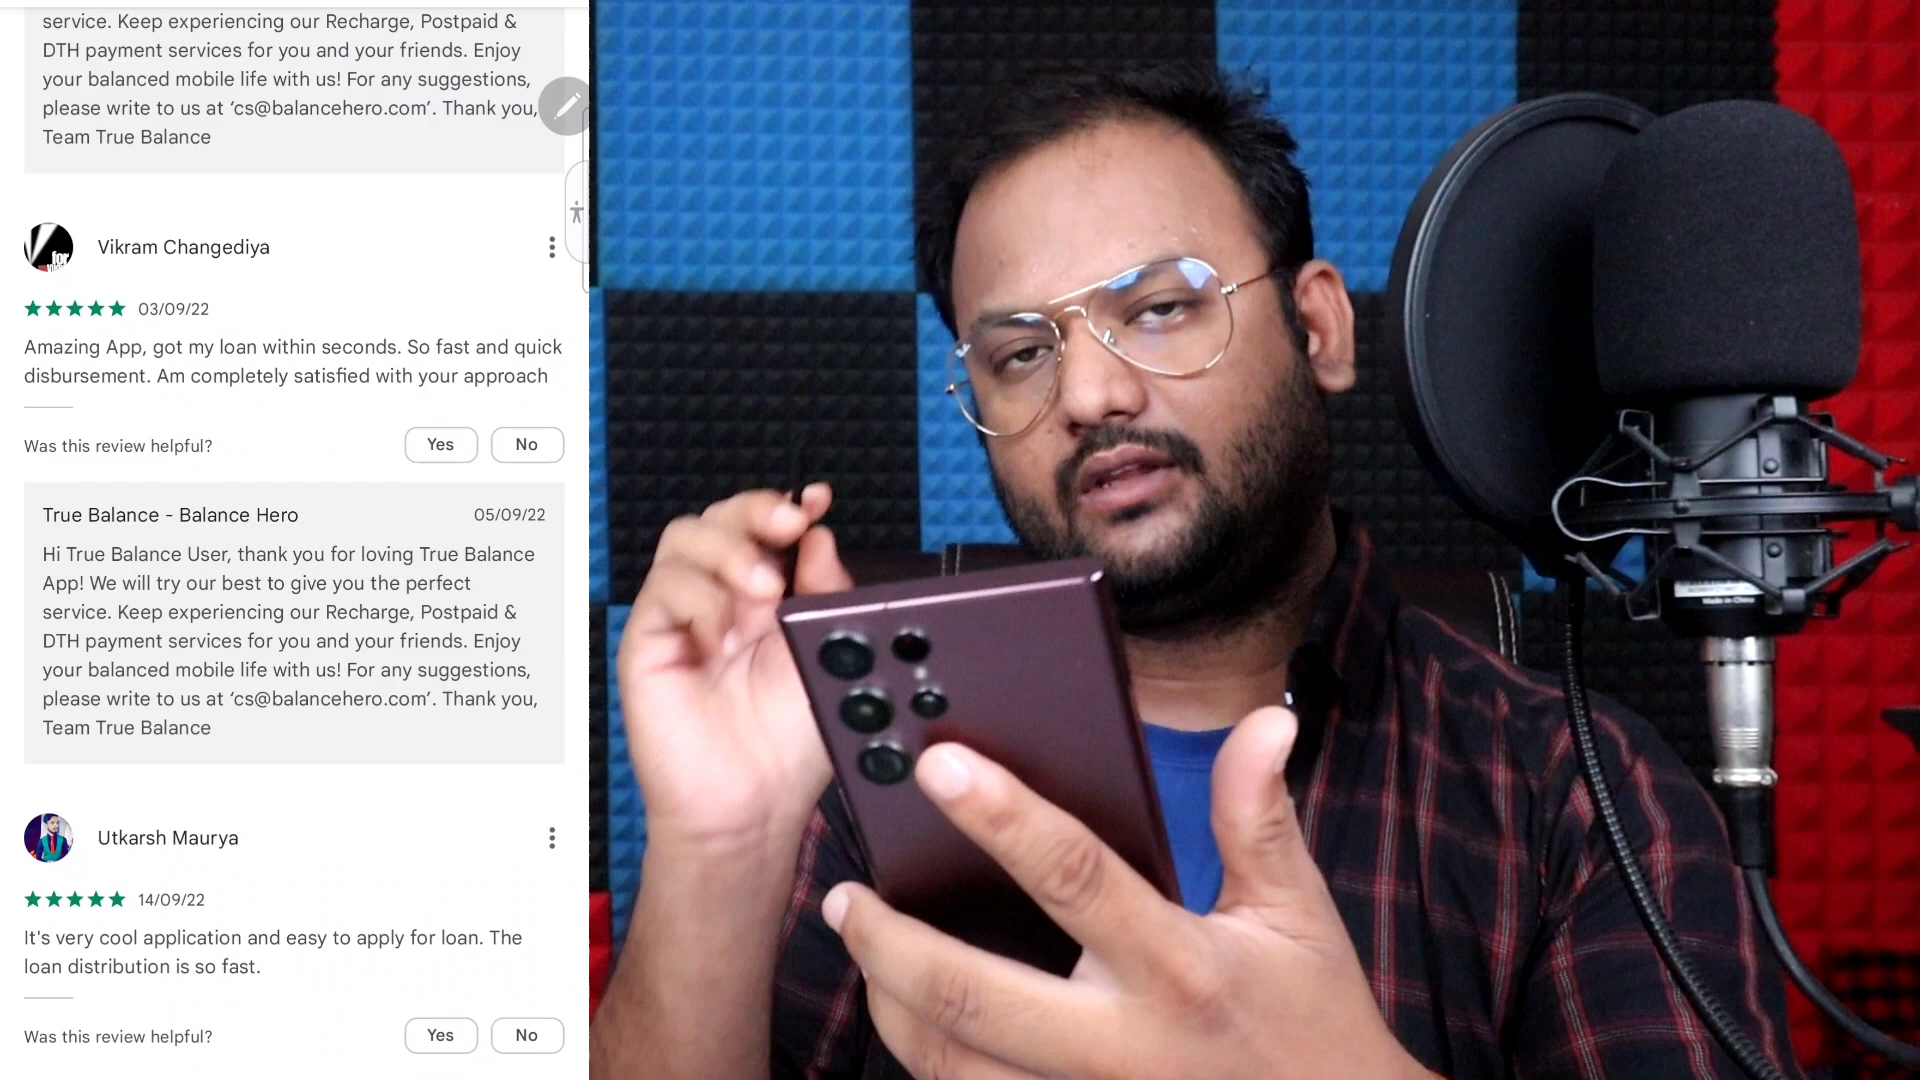 service. Keep experiencing our Recharge, Postpaid &
DTH payment services for you and your friends. Enjoy
your balanced mobile life with us! For any suggestions,
please write to us at ‘cs@balancehero.com’. Thank you,
Team True Balance
Vikram Changediya
03/09/22
Amazing App, got my loan within seconds. So fast and quick
disbursement. Am completely satisfied with your approach
Was this review helpful?
Yes
No
True Balance - Balance Hero
05/09/22
Hi True Balance User, thank you for loving True Balance
App! We will try our best to give you the perfect
service. Keep experiencing our Recharge, Postpaid &
DTH payment services for you and your friends. Enjoy
your balanced mobile life with us! For any suggestions,
please write to us at ‘cs@balancehero.com’. Thank you,
Team True Balance
Utkarsh Maurya
14/09/22
It's very cool application and easy to apply for loan. The
loan distribution is so fast.
Was this review helpful?
Yes
No
for
Made in China